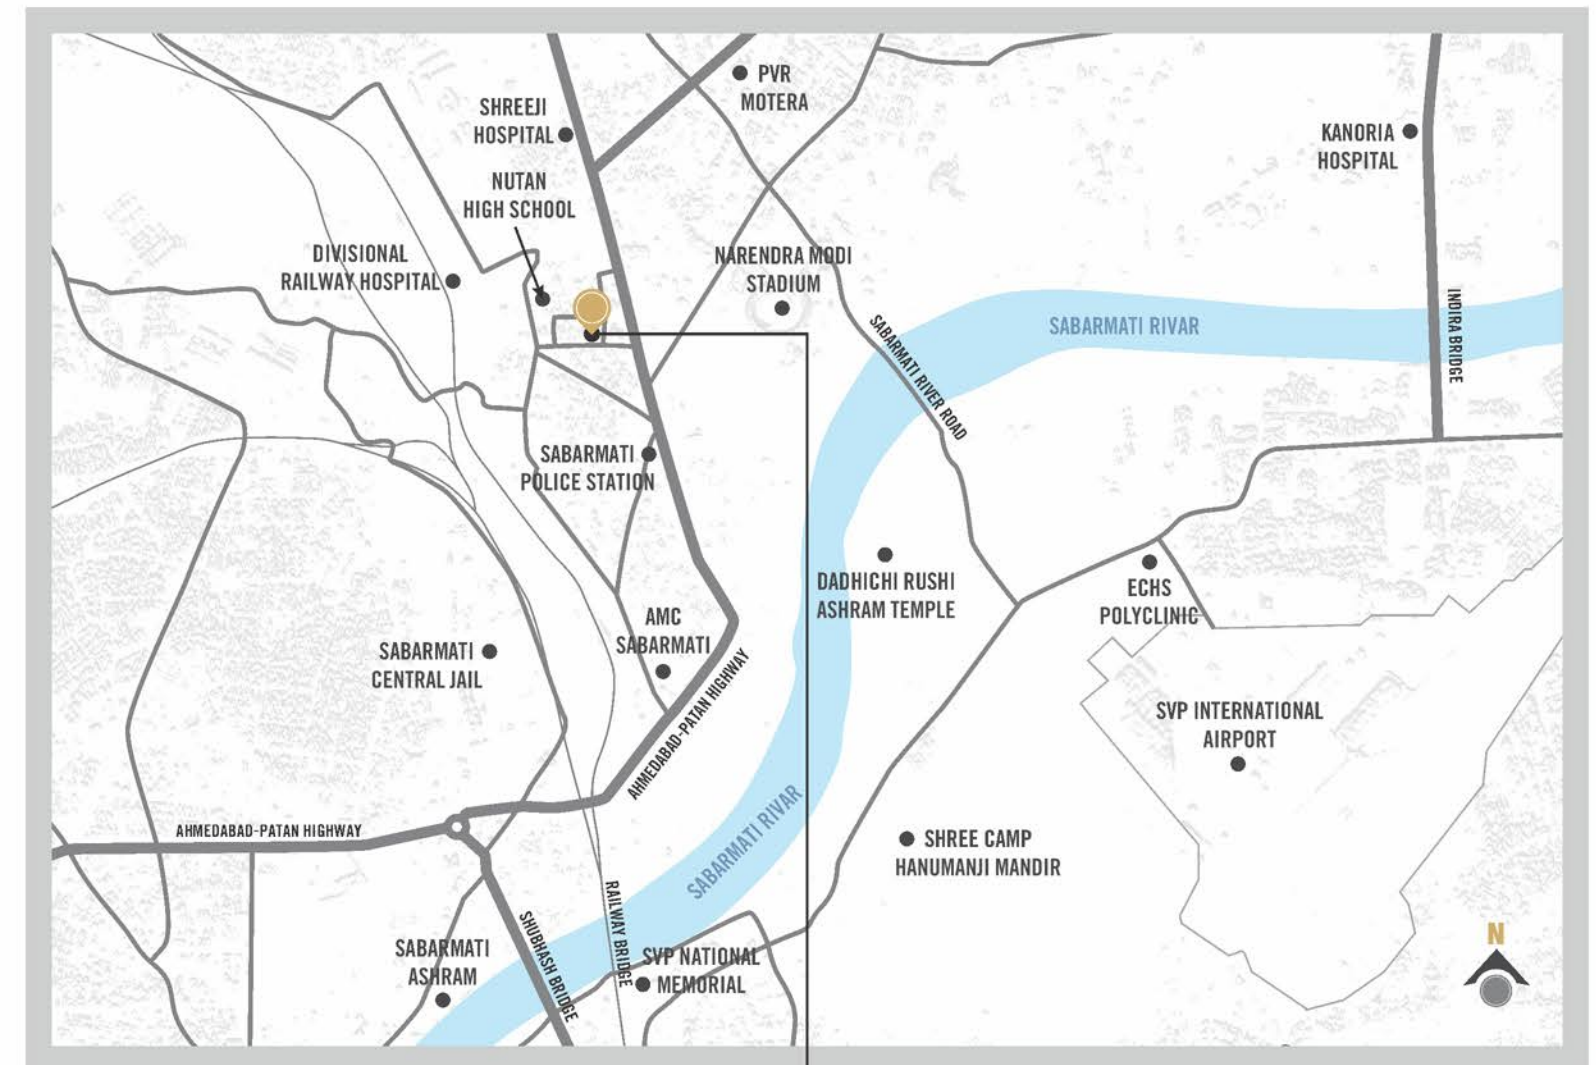 PVR
MOTERA
SHREEJI
HOSPITAL
KANORIA
HOSPITAL
NUTAN
HIGH SCHOOL
DIVISIONAL
RAILWAY HOSPITAL
NARENDRA MODI
STADIUM
SABARMATI RIVAR
INDIRA BRIDGE
SABARMATI RIVER ROAD
SABARMATI
POLICE STATION
DADHICHI RUSHI
ASHRAM TEMPLE
ECHS
POLYCLINIC
AMC
SABARMATI
SABARMATI
CENTRAL JAIL
AHMEDABAD-PATAN HIGHWAY
SVP INTERNATIONAL
AIRPORT
AHMEDABAD-PATAN HIGHWAY
SABARMATI RIVAR
SHREE CAMP
HANUMANJI MANDIR
RAILWAY BRIDGE
SHUBHASH BRIDGE
SABARMATI
ASHRAM
SVP NATIONAL
MEMORIAL
N